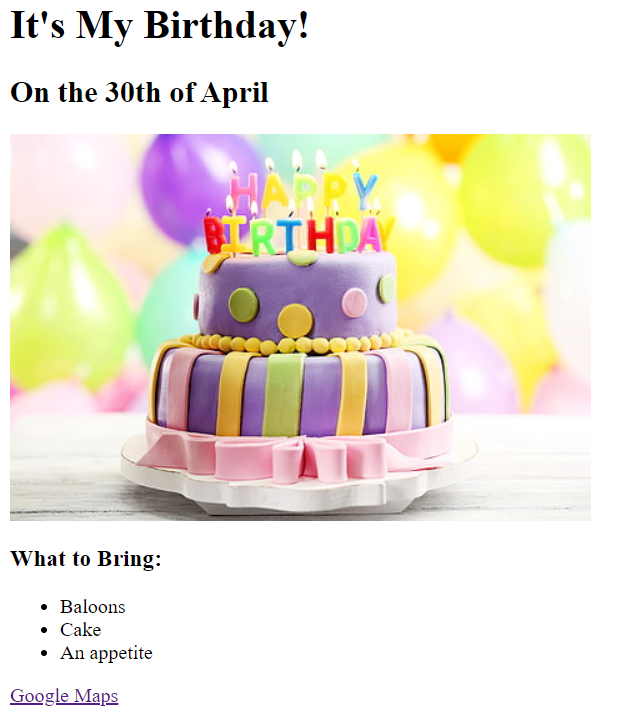 It's My Birthday!
On the 30th of April
HAPPY
BIRTHDAY
What to Bring:
Baloons
Cake
An appetite
Google Maps